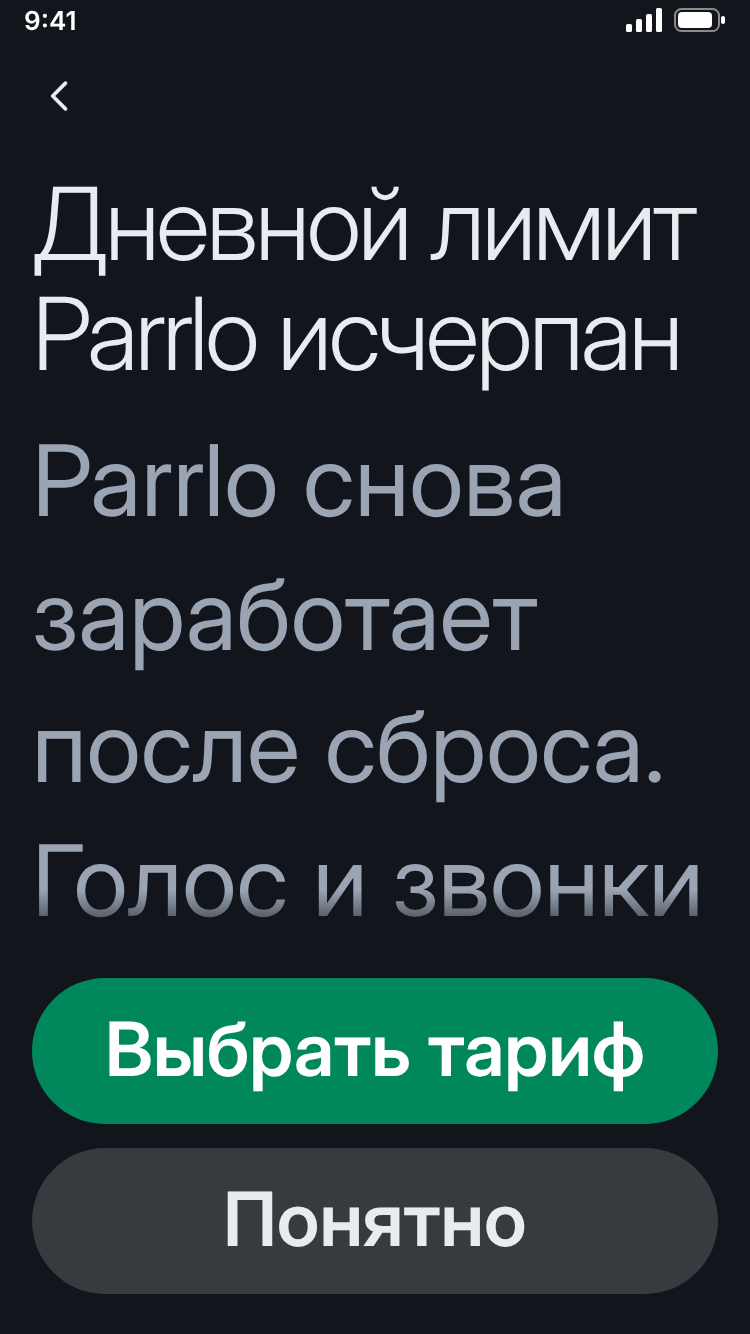 9:41
Дневной лимит
Parrlo исчерпан
Parrlo снова
заработает
после сброса.
Голос и звонки
Выбрать тариф
Понятно